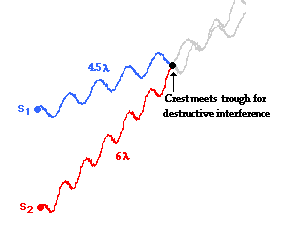 4.5λ
S1
Crest meets trough for
destructive interference
6λ
S2